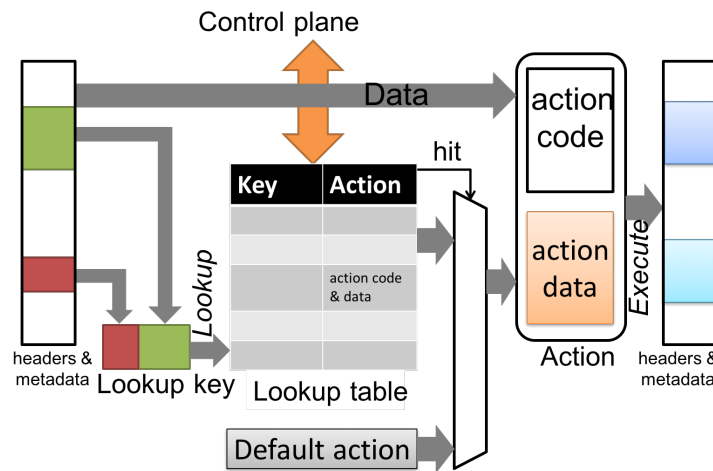 Control plane
Data
action
code
hit
Key Action
action code
& data
Lookup
action
data
Execute
headers &
metadata
Lookup key
Lookup table
Action
headers &
metadata
Default action